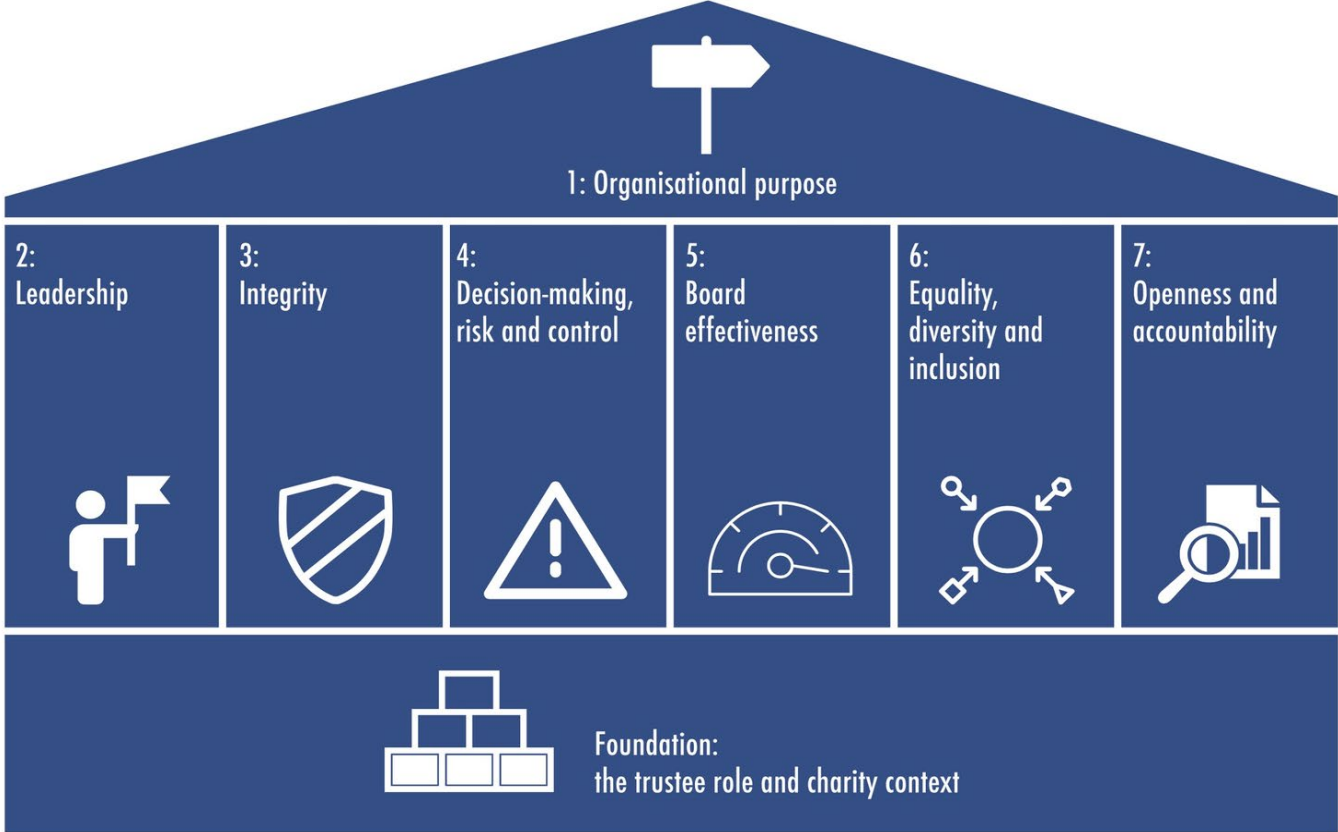 1: Organisational purpose
2:
Leadership
3:
Integrity
4:
Decision-making,
risk and control
5:
Board
effectiveness
6:
Equality,
diversity and
inclusion
7:
Openness and
accountability
Foundation:
the trustee role and charity context